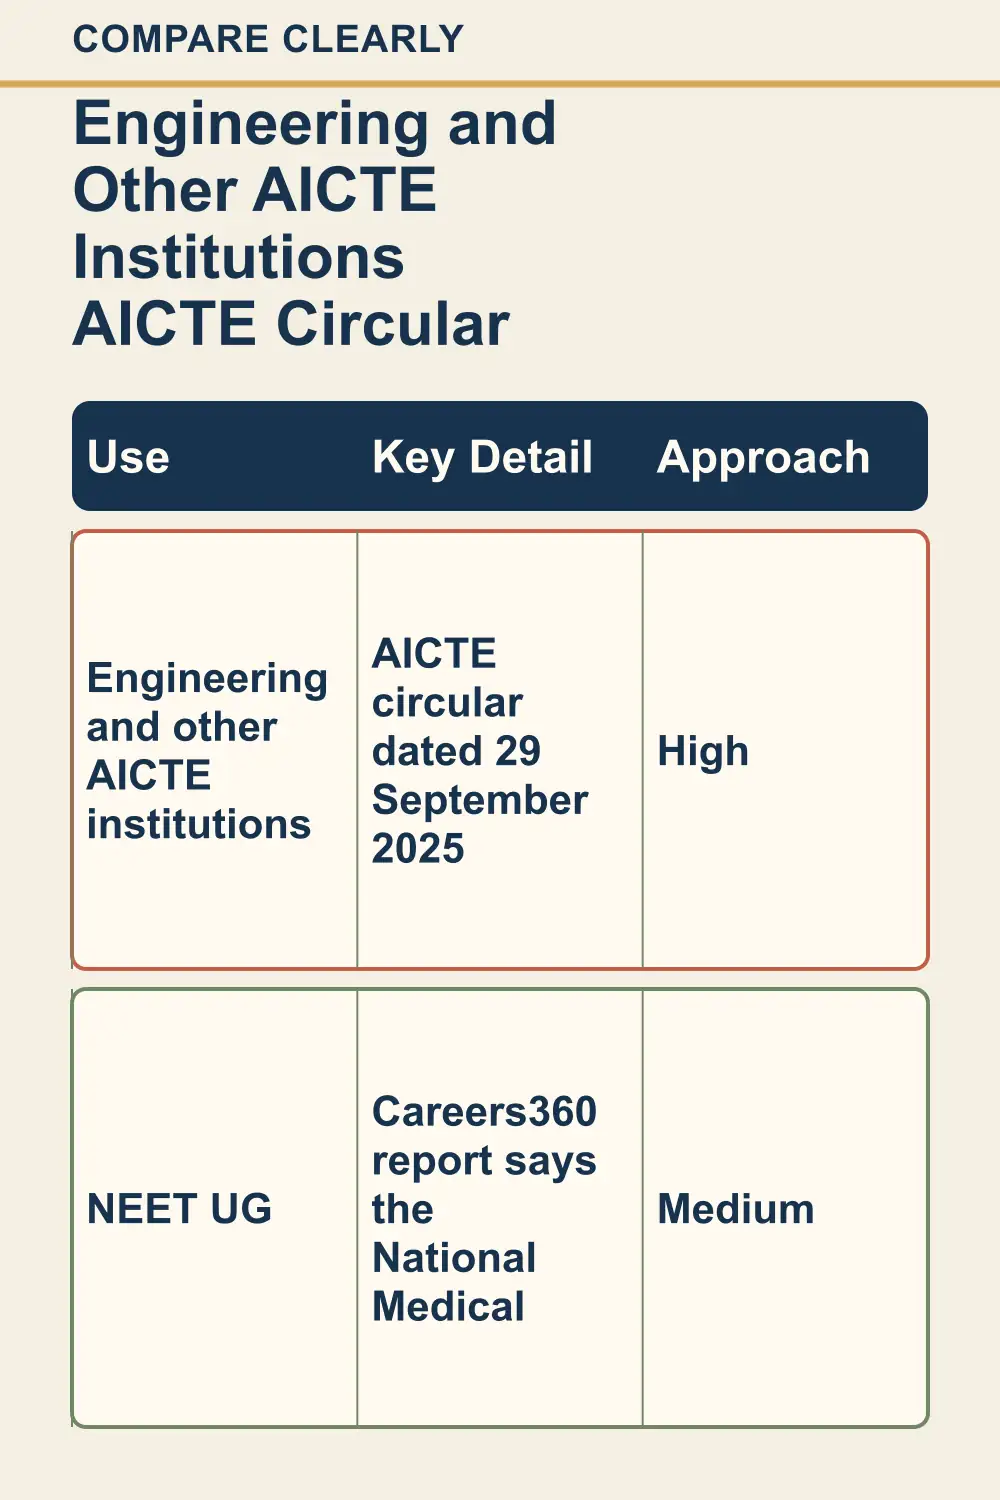 COMPARE CLEARLY
Engineering and
Other AICTE
Institutions
AICTE Circular
Use
Key Detail
Approach
Engineering
and other
AICTE
institutions
AICTE
circular
dated 29
September
2025
High
NEET UG
Careers360
report says
the
National
Medical
Medium